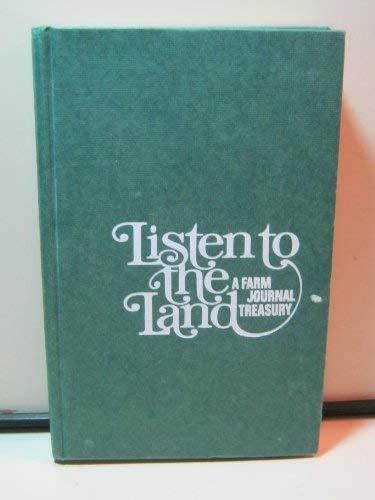 Listen to
the
Land
A FARM
JOURNAL
TREASURY